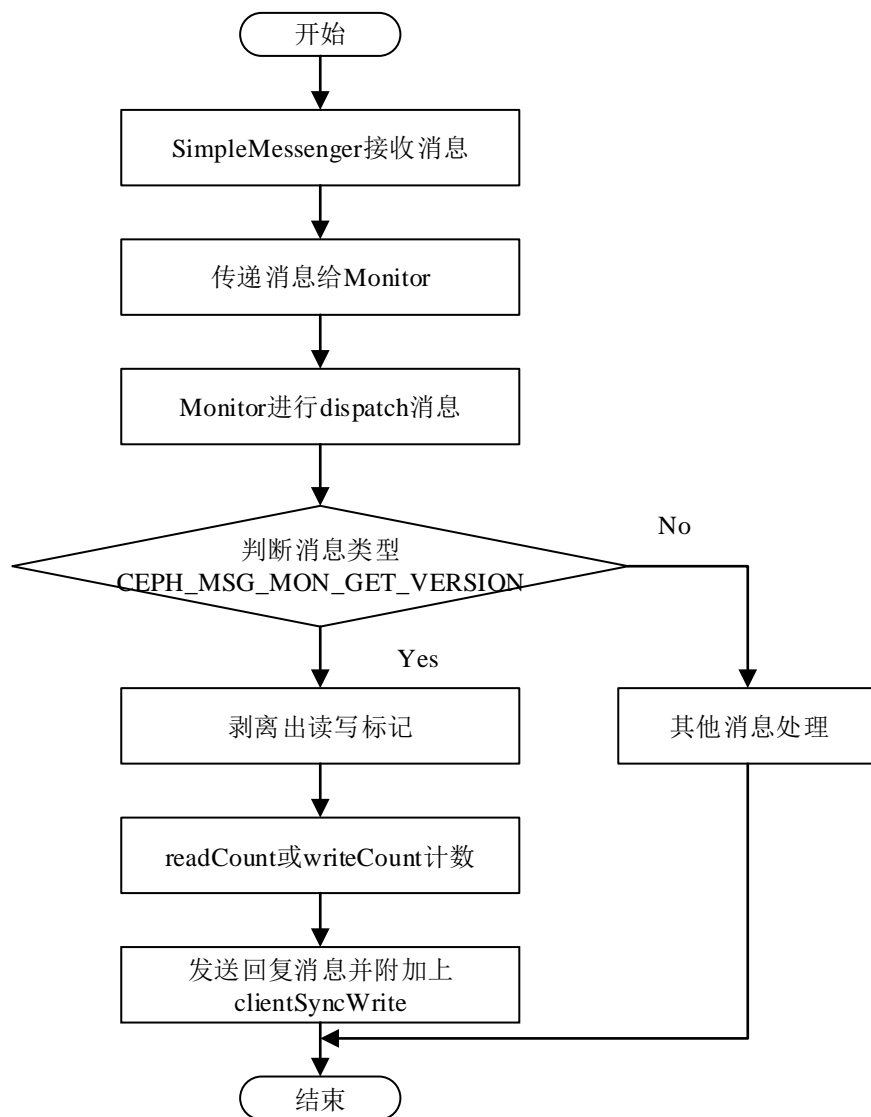 开始
SimpleMessenger接收消息
传递消息给Monitor
Monitor进行dispatch消息
判断消息类型
CEPH_MSG_MON_GET_VERSION
No
Yes
剥离出读写标记
其他消息处理
readCount或writeCount计数
发送回复消息并附加上
clientSyncWrite
结束